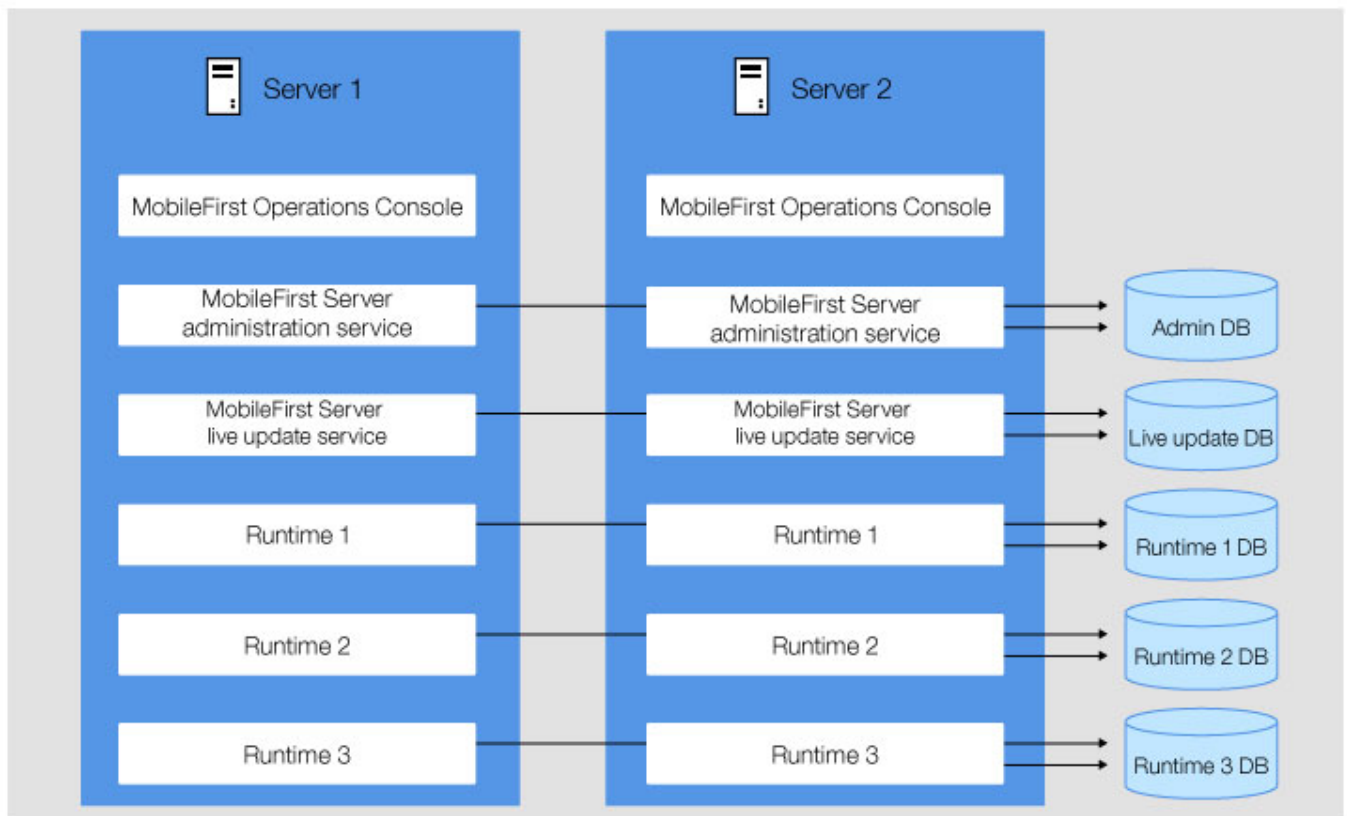 Server 1
MobileFirst Operations Console
MobileFirst Server
administration service
MobileFirst Server
live update service
Runtime 1
Runtime 2
Runtime 3
Server 2
MobileFirst Operations Console
MobileFirst Server
administration service
MobileFirst Server
live update service
Runtime 1
Runtime 2
Runtime 3
Admin DB
Live update DB
Runtime 1 DB
Runtime 2 DB
Runtime 3 DB